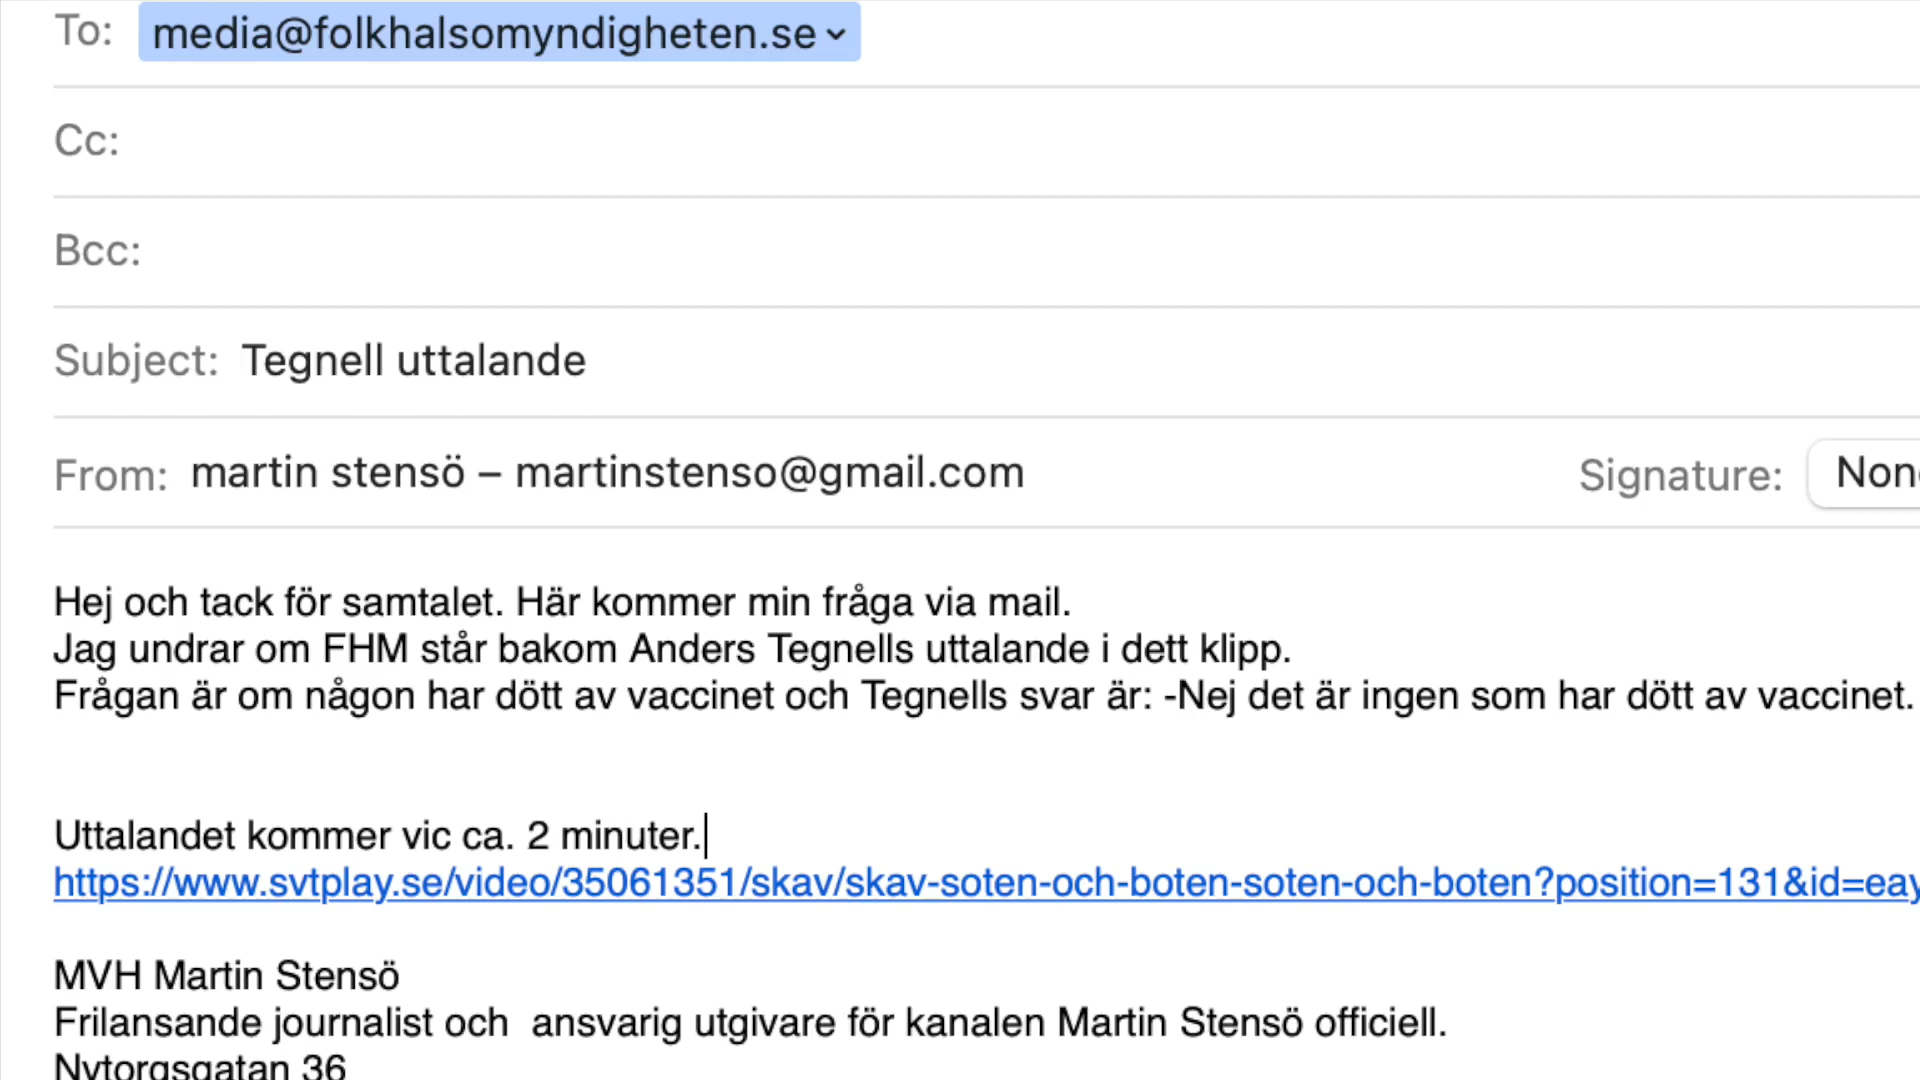 To: media@folkhalsomyndigheten.se
Cc:
Bcc:
Subject: Tegnell uttalande
From: martin stensö – martinstenso@gmail.com Signature:
Hej och tack för samtalet. Här kommer min fråga via mail.
Jag undrar om FHM står bakom Anders Tegnells uttalande i dett klipp.
Frågan är om någon har dött av vaccinet och Tegnells svar är: -Nej det är ingen som har dött av vaccinet.
Uttalandet kommer vic ca. 2 minuter.
https://www.svtplay.se/video/35061351/skav/skav-soten-och-boten-soten-och-boten?position=131&id=eay
MVH Martin Stensö
Frilansande journalist och  ansvarig utgivare för kanalen Martin Stensö officiell.
Nytorgsgatan 36